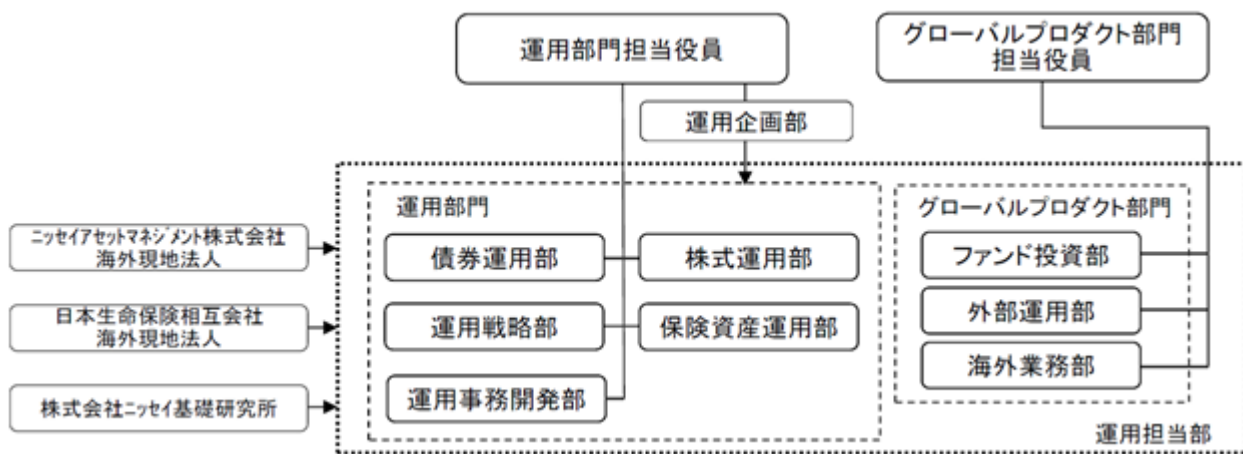 運用部門担当役員
グローバルプロダクト部門
担当役員
運用企画部
運用部門
グローバルプロダクト部門
ニッセイアセットマネジメント株式会社
海外現地法人
債券運用部
株式運用部
ファンド投資部
日本生命保険相互会社
海外現地法人
運用戦略部
保険資産運用部
外部運用部
海外業務部
株式会社ニッセイ基礎研究所
運用事務開発部
運用担当部